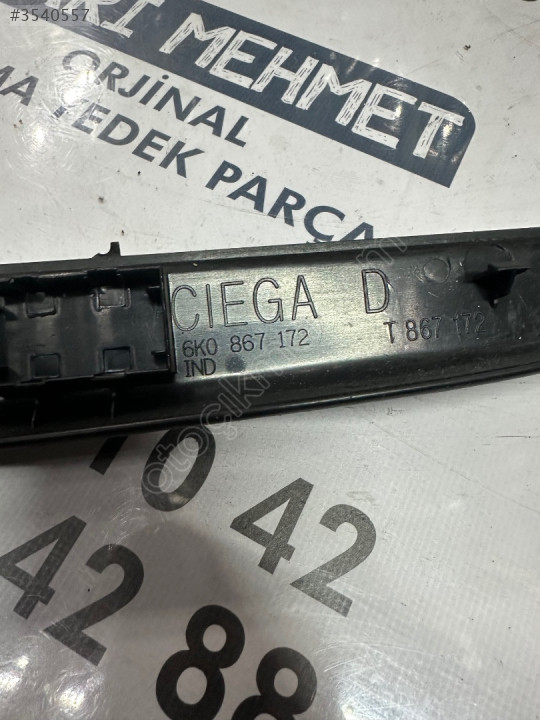 #3540557
MEHMET
ORJİNAL
YEDEK PARÇA
CIEGA D
6K0 867 172
T 867 172
IND
42
42
88